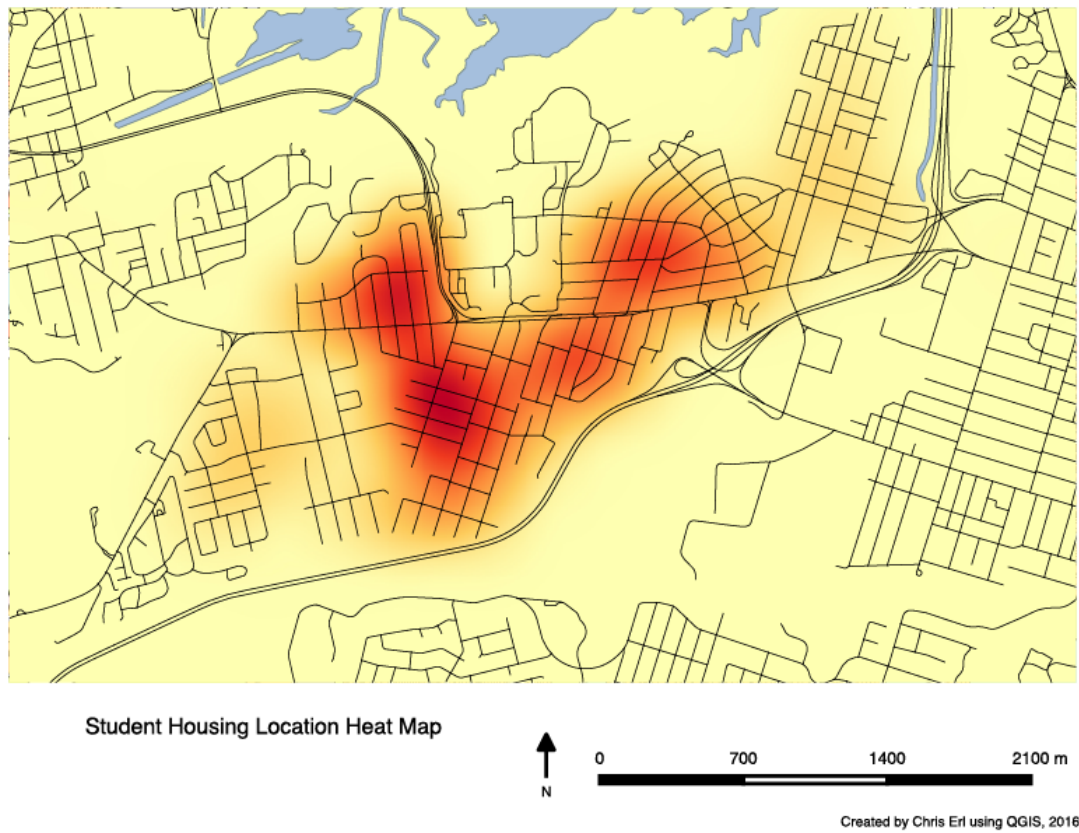 Student Housing Location Heat Map
0 700 1400 2100 m
N
Created by Chris Erl using QGIS, 2016